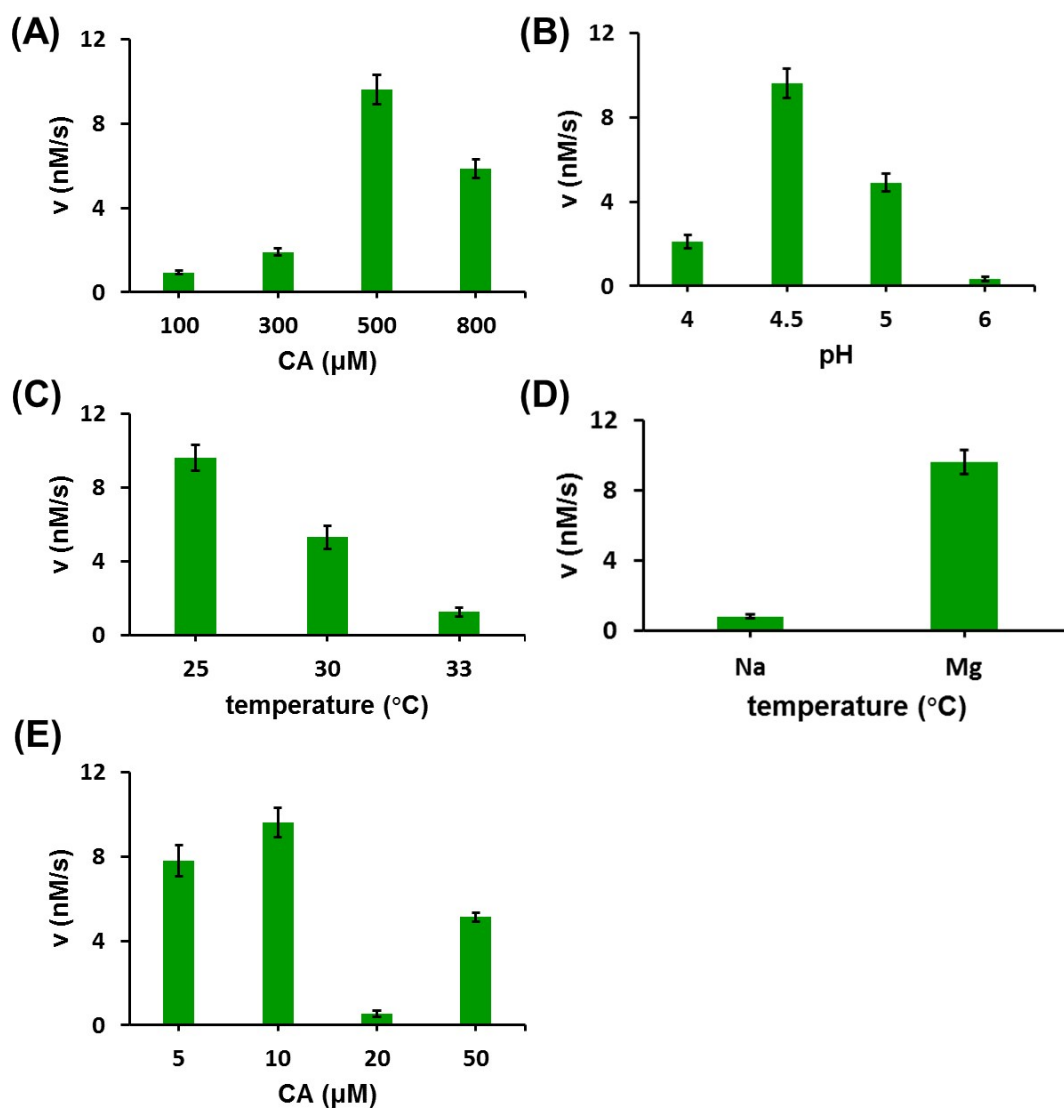 (A)
12
8
4
0
v (nM/s)
100 300 500 800
CA (µM)
(B)
12
8
4
0
v (nM/s)
4 4.5 5 6
pH
(C)
12
8
4
0
v (nM/s)
25 30 33
temperature (°C)
(D)
12
8
4
0
v (nM/s)
Na Mg
temperature (°C)
(E)
12
8
4
0
v (nM/s)
5 10 20 50
CA (µM)